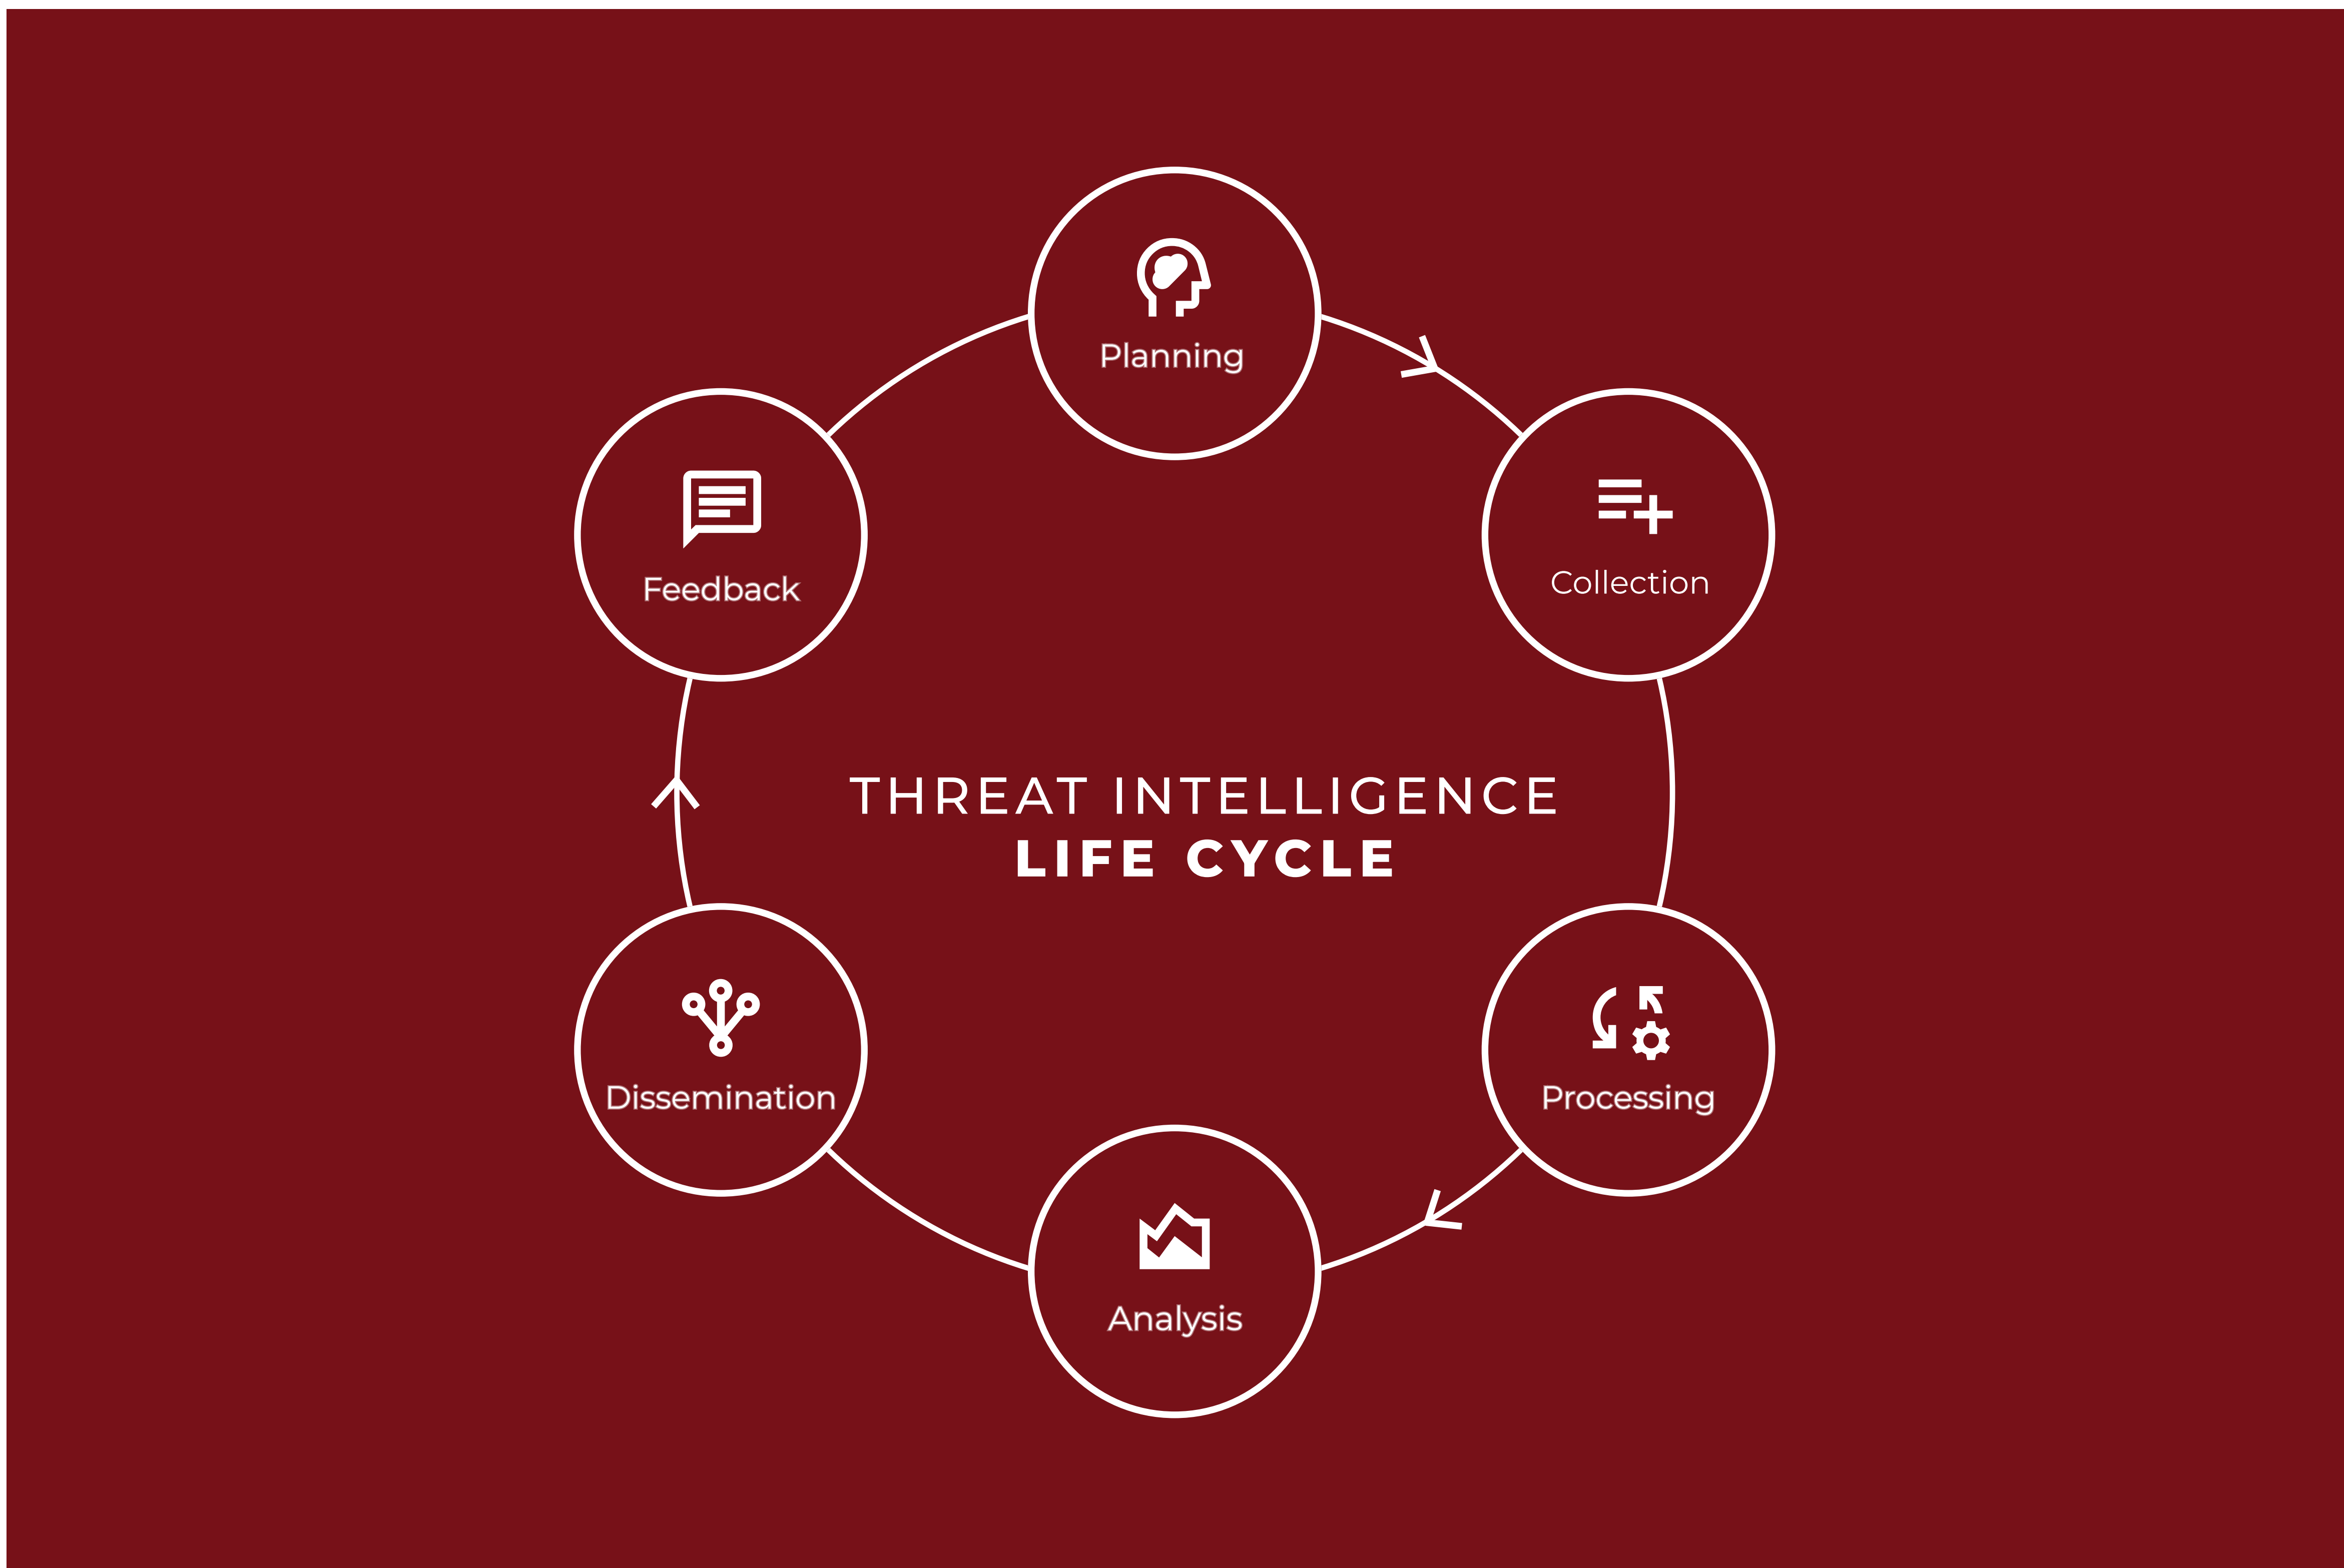 Planning
Collection
Feedback
THREAT INTELLIGENCE
LIFE CYCLE
Processing
Dissemination
Analysis